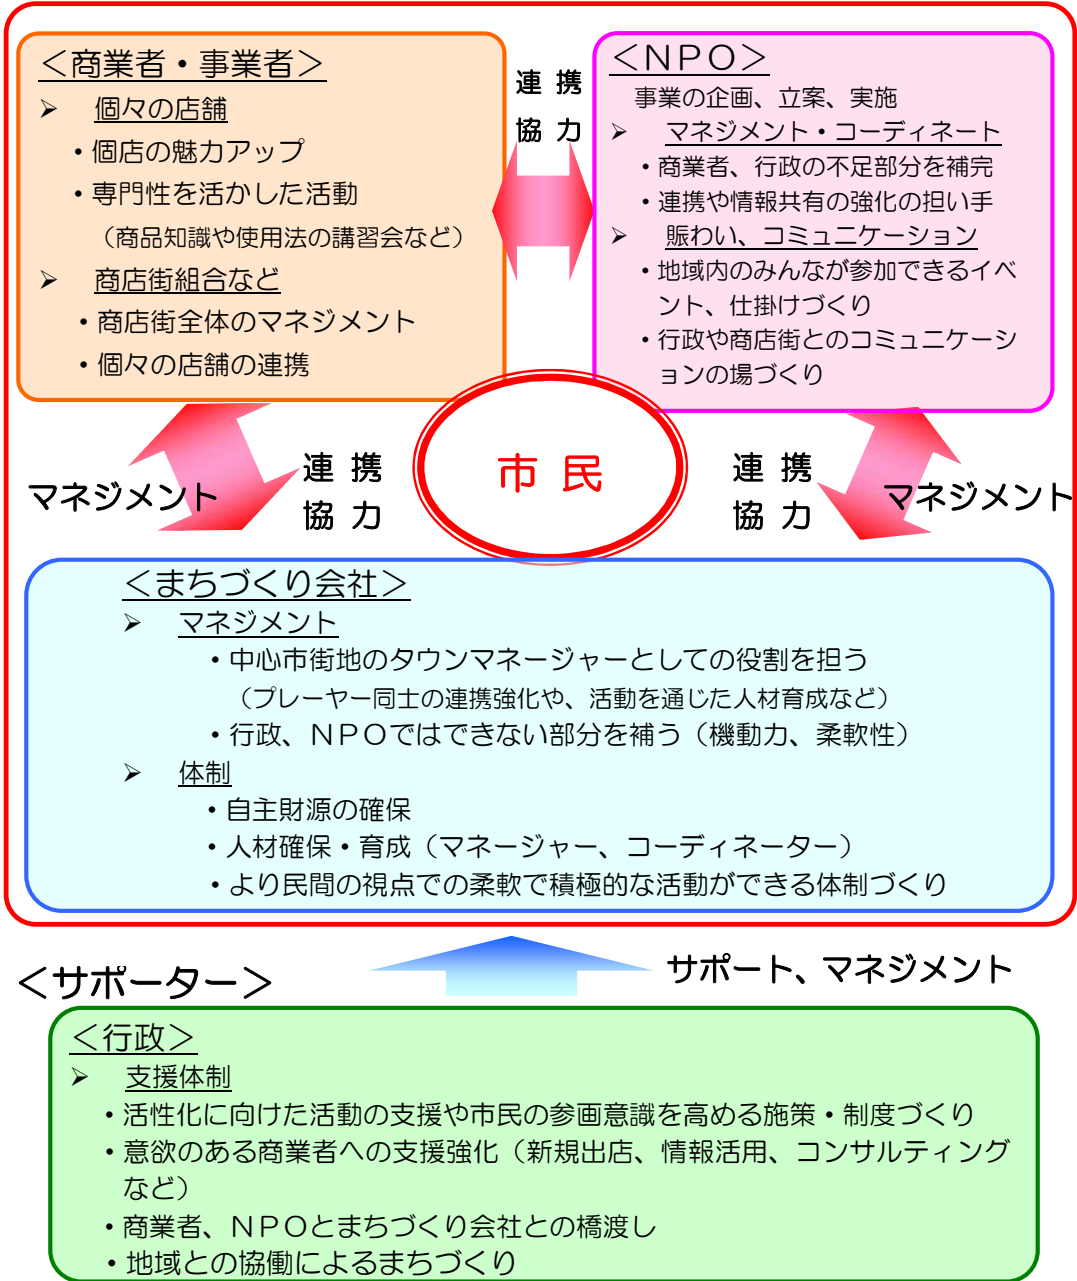 ＜商業者・事業者＞
➢ 個々の店舗
・個店の魅力アップ
・専門性を活かした活動
（商品知識や使用法の講習会など）
➢ 商店街組合など
・商店街全体のマネジメント
・個々の店舗の連携
連 携
協 力
＜ＮＰＯ＞
事業の企画、立案、実施
➢ マネジメント・コーディネート
・商業者、行政の不足部分を補完
・連携や情報共有の強化の担い手
➢ 賑わい、コミュニケーション
・地域内のみんなが参加できるイベ
ント、仕掛けづくり
・行政や商店街とのコミュニケーシ
ョンの場づくり
マネジメント
連 携
協 力
市 民
連 携
協 力
マネジメント
＜まちづくり会社＞
➢ マネジメント
・中心市街地のタウンマネージャーとしての役割を担う
（プレーヤー同士の連携強化や、活動を通じた人材育成など）
・行政、ＮＰＯではできない部分を補う（機動力、柔軟性）
➢ 体制
・自主財源の確保
・人材確保・育成（マネージャー、コーディネーター）
・より民間の視点での柔軟で積極的な活動ができる体制づくり
＜サポーター＞
サポート、マネジメント
＜行政＞
➢ 支援体制
・活性化に向けた活動の支援や市民の参画意識を高める施策・制度づくり
・意欲のある商業者への支援強化（新規出店、情報活用、コンサルティング
など）
・商業者、ＮＰＯとまちづくり会社との橋渡し
・地域との協働によるまちづくり